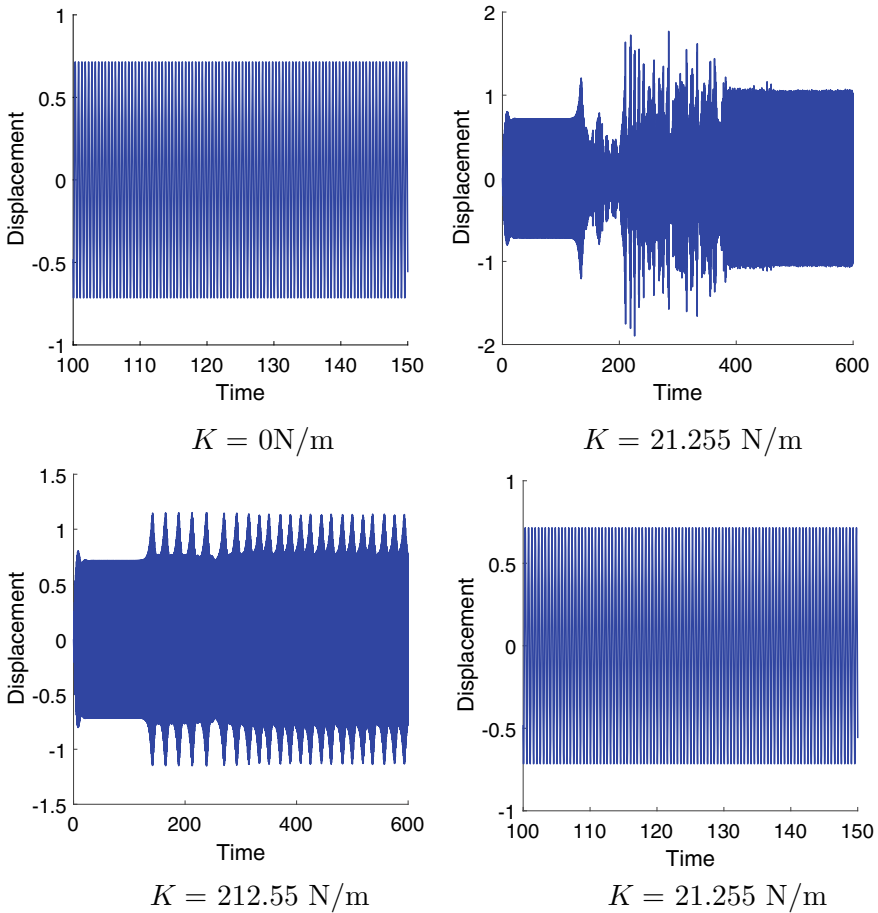 1
0.5
0
-0.5
-1
Displacement
100 110 120 130 140 150
Time
K = 0N/m
2
1
0
-1
-2
Displacement
0 200 400 600
Time
K = 21.255 N/m
1.5
1
0.5
0
-0.5
-1
-1.5
Displacement
0 200 400 600
Time
K = 212.55 N/m
1
0.5
0
-0.5
-1
Displacement
100 110 120 130 140 150
Time
K = 21.255 N/m